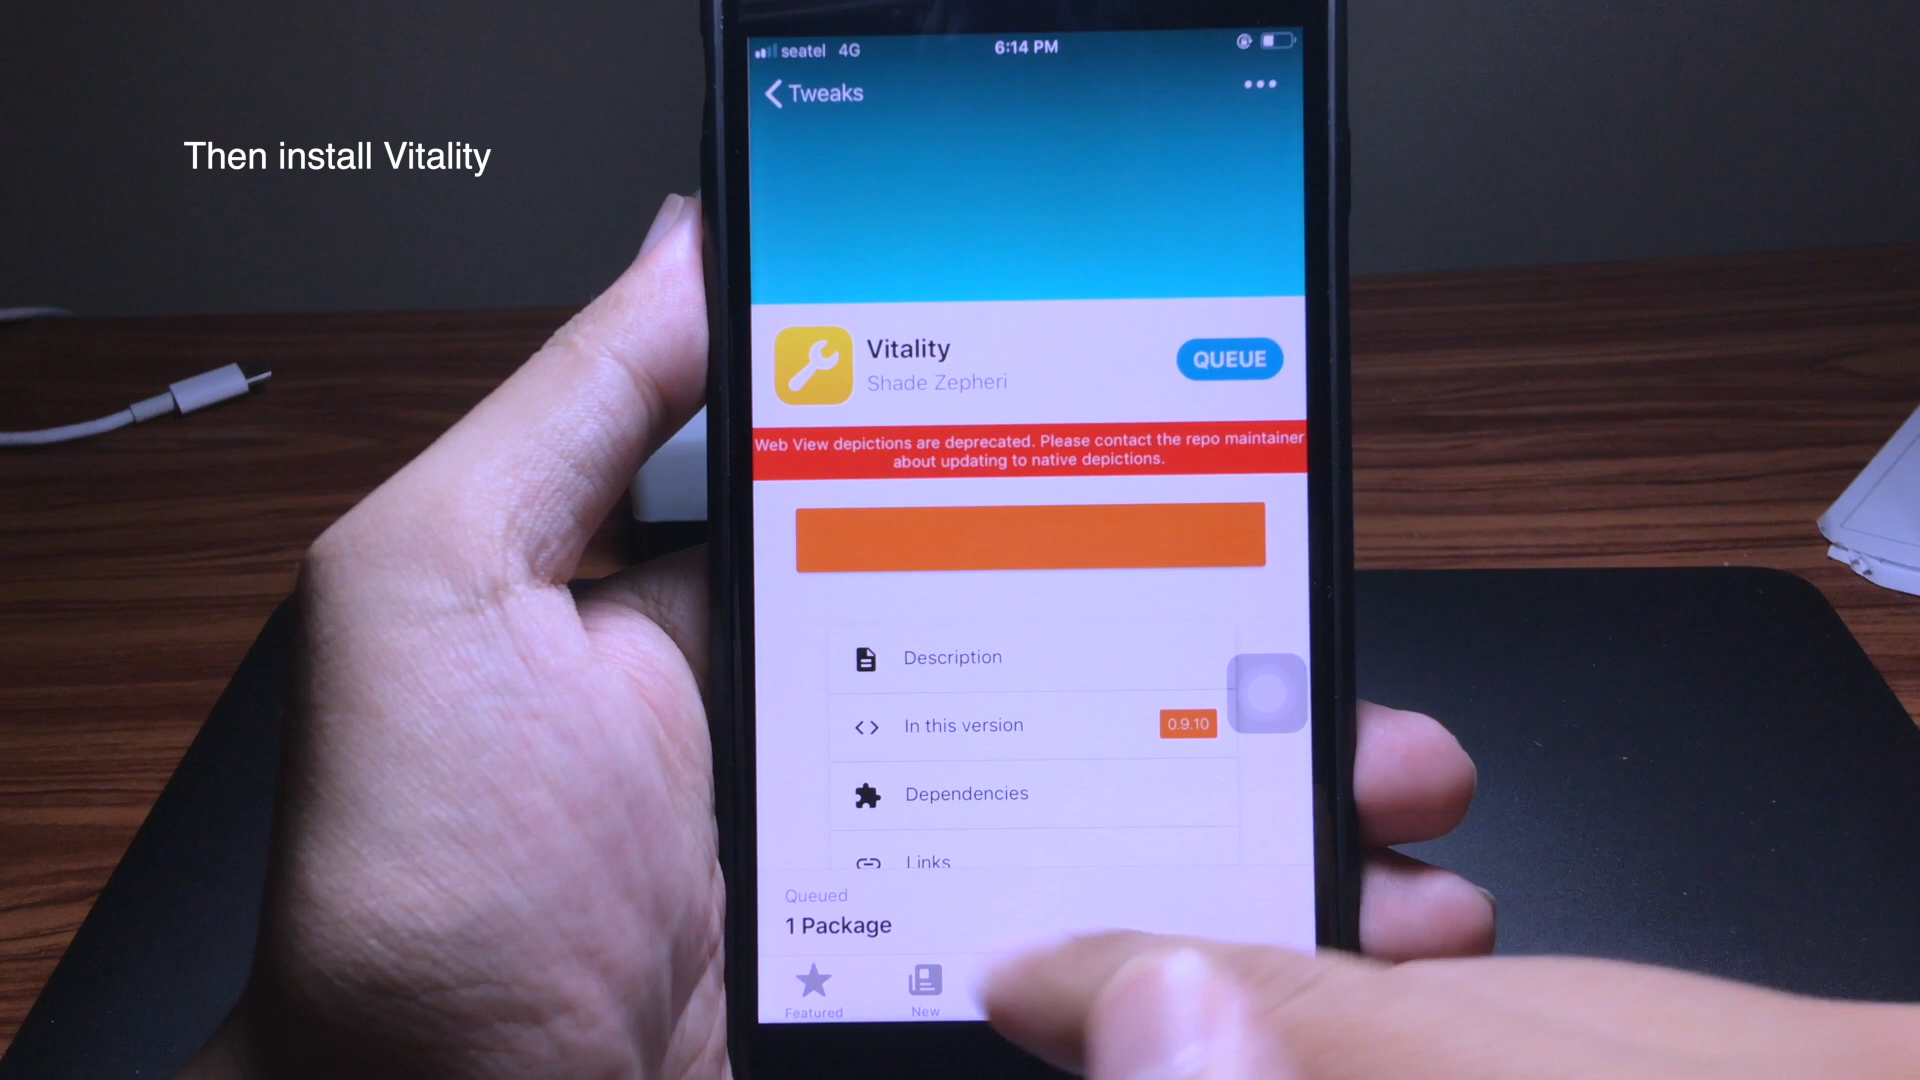 seatel 4G
6:14 PM
Tweaks
Then install Vitality
Vitality
QUEUE
Shade Zepheri
Web View depictions are deprecated. Please contact the repo maintainer
about updating to native depictions.
Description
In this version
0.9.10
Dependencies
Links
Queued
1 Package
Featured
New